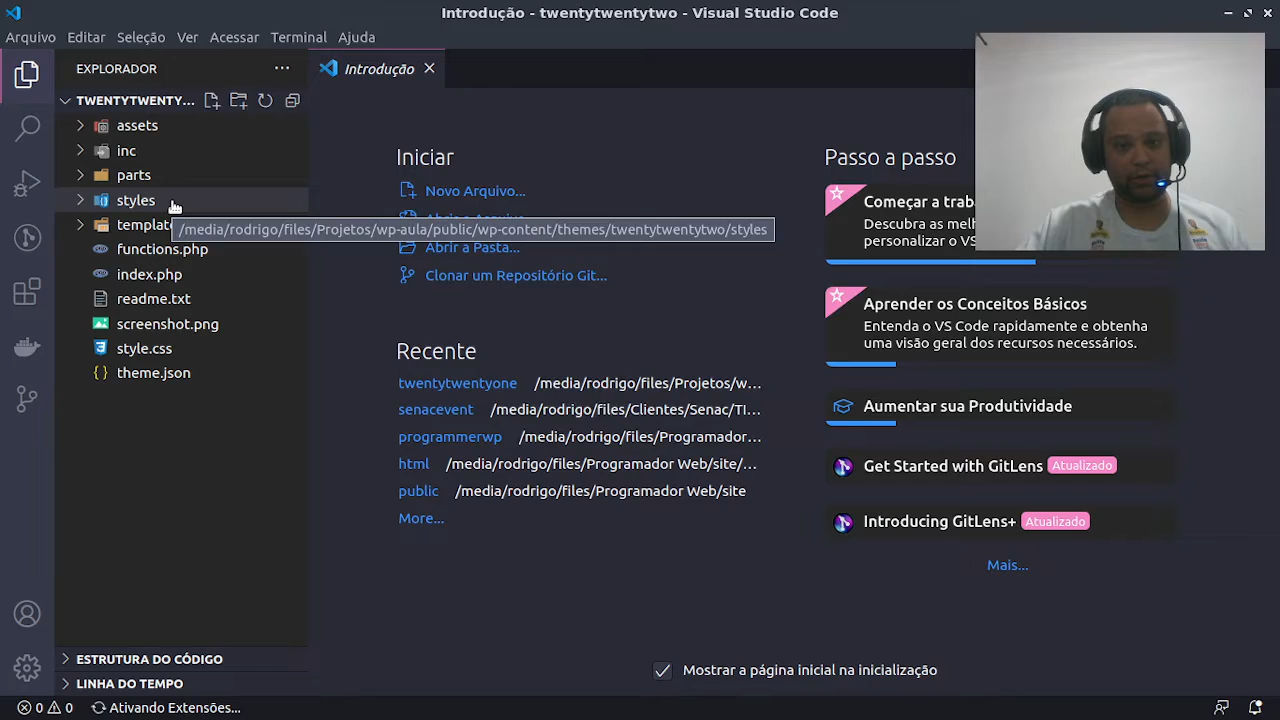 Introdução - twentytwentytwo - Visual Studio Code
Arquivo Editar Seleção Ver Acessar Terminal Ajuda
EXPLORADOR
Introdução
TWENTYTWENTY...
assets
inc
parts
styles
templat
/media/rodrigo/files/Projetos/wp-aula/public/wp-content/themes/twentytwentytwo/styles
functions.php
index.php
readme.txt
screenshot.png
style.css
theme.json
ESTRUTURA DO CÓDIGO
LINHA DO TEMPO
Iniciar
Novo Arquivo...
Abrir a Pasta...
Clonar um Repositório Git...
Recente
twentytwentyone /media/rodrigo/files/Projetos/w...
senacevent /media/rodrigo/files/Clientes/Senac/TI...
programmerwp /media/rodrigo/files/Programador...
html /media/rodrigo/files/Programador Web/site/...
public /media/rodrigo/files/Programador Web/site
More...
Passo a passo
Começar a traba
Descubra as melh
personalizar o VS
Aprender os Conceitos Básicos
Entenda o VS Code rapidamente e obtenha
uma visão geral dos recursos necessários.
Aumentar sua Produtividade
Get Started with GitLens Atualizado
Introducing GitLens+ Atualizado
Mais...
Mostrar a página inicial na inicialização
0 0 Ativando Extensões...